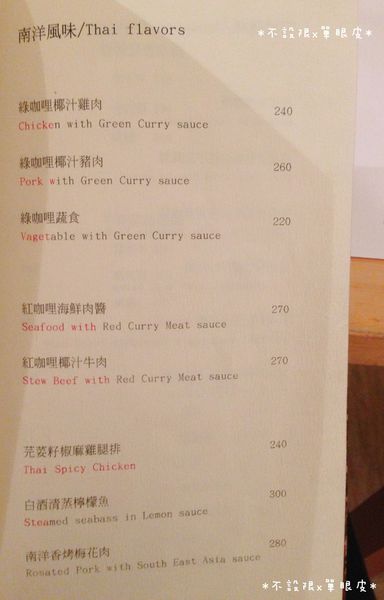 *不設限x單眼皮*
南洋風味/Thai flavors
綠咖哩椰汁雞肉 240
Chicken with Green Curry sauce
綠咖哩椰汁豬肉 260
Pork with Green Curry sauce
綠咖哩蔬食 220
Vagetable with Green Curry sauce
紅咖哩海鮮肉醬 270
Seafood with Red Curry Meat sauce
紅咖哩椰汁牛肉 270
Stew Beef with Red Curry Meat sauce
芫荽籽椒麻雞腿排 240
Thai Spicy Chicken
白酒清蒸檸檬魚 300
Steamed seabass in Lemon sauce
南洋香烤梅花肉 280
Rosated Pork with South East Asia sauce
*不設限x單眼皮*